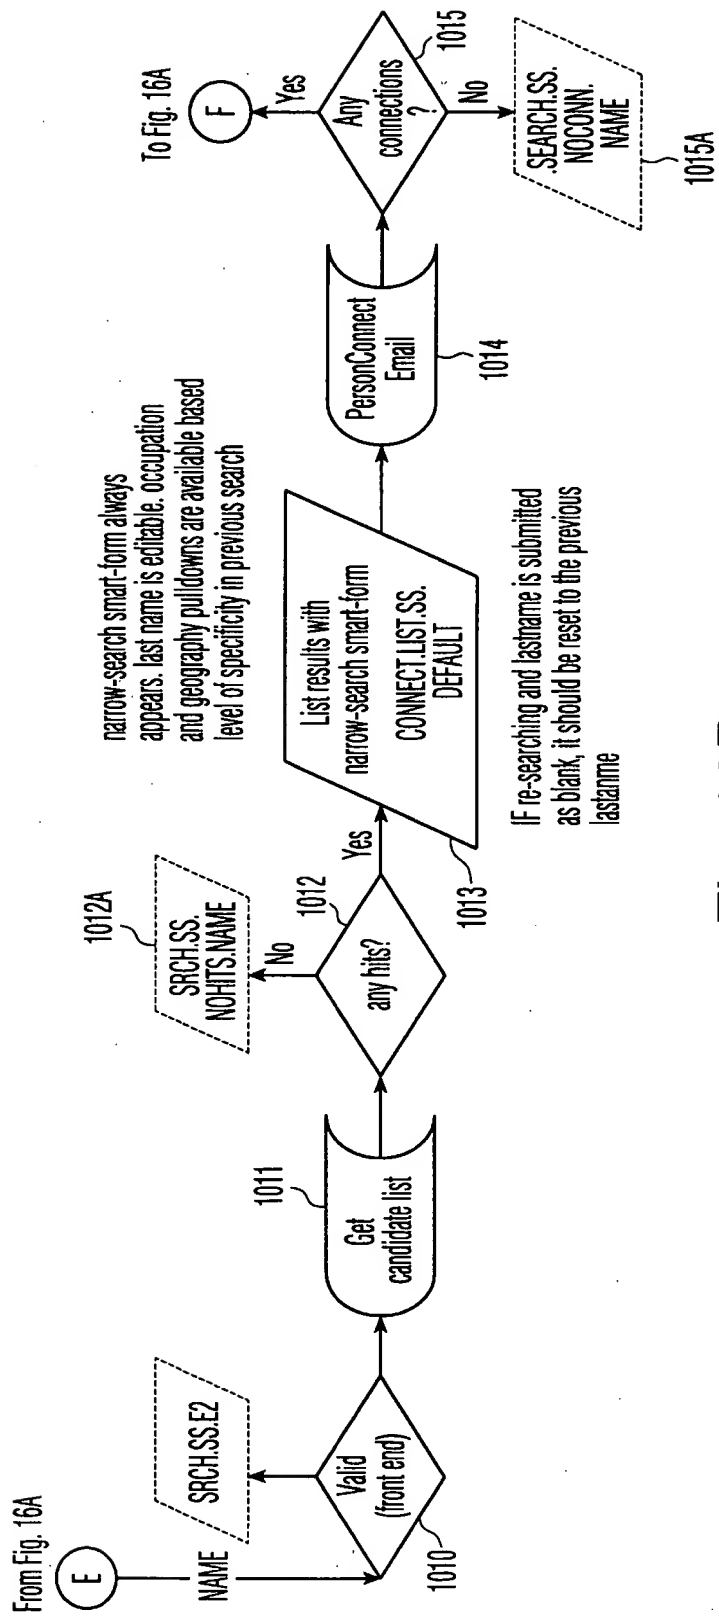 From Fig. 16A
E
NAME
SRCH.SS.E2
Valid
(front end)
1010
1011
Get
candidate list
1012A
SRCH.SS.
NOHITS.NAME
No
1012
any hits?
Yes
narrow-search smart-form always
appears. last name is editable. occupation
and geography pulldowns are available based
level of specificity in previous search
List results with
narrow-search smart-form
CONNECT.LIST.SS.
DEFAULT
1013
IF re-searching and lastname is submitted
as blank, it should be reset to the previous
lastanme
PersonConnect
Email
1014
To Fig. 16A
F
Yes
Any
connections
?
1015
No
.SEARCH.SS.
NOCONN.
NAME
1015A